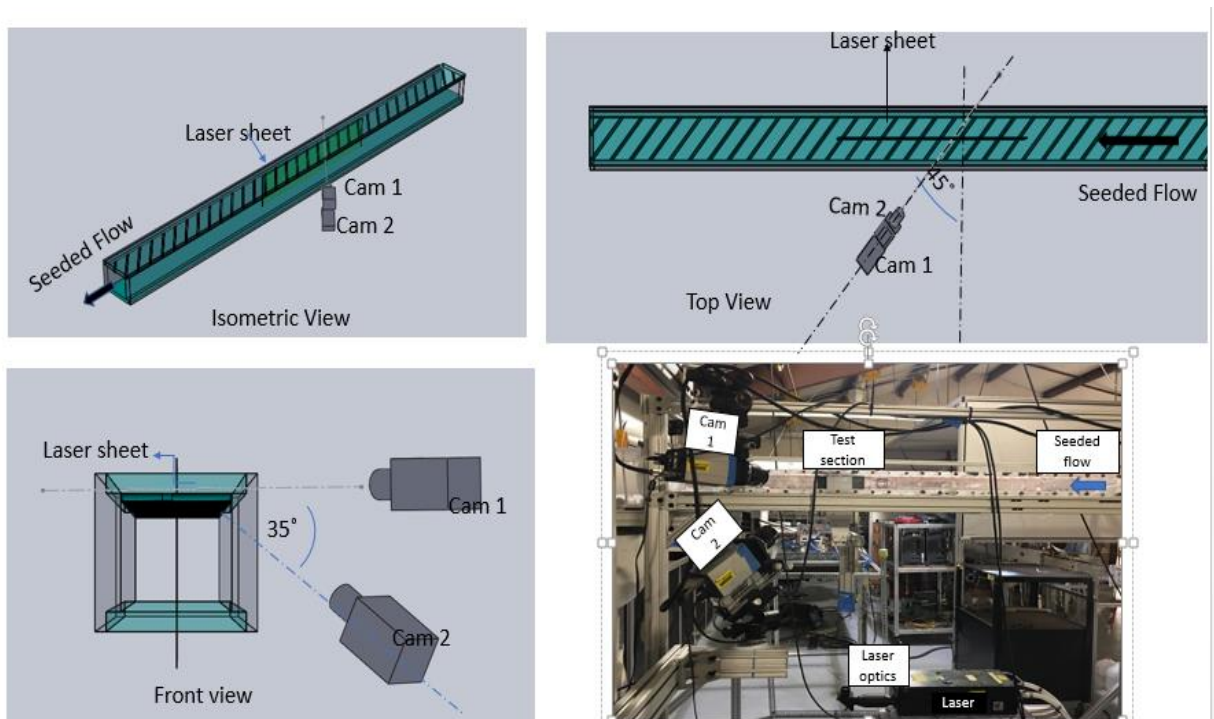 Laser sheet
Cam 1
Cam 2
Seeded Flow
Isometric View
Laser sheet
45°
Seeded Flow
Cam 2
Cam 1
Top View
Laser sheet
Cam 1
35°
Cam 2
Front view
Cam
1
Test
section
Seeded
flow
Cam
2
Laser
optics
Laser